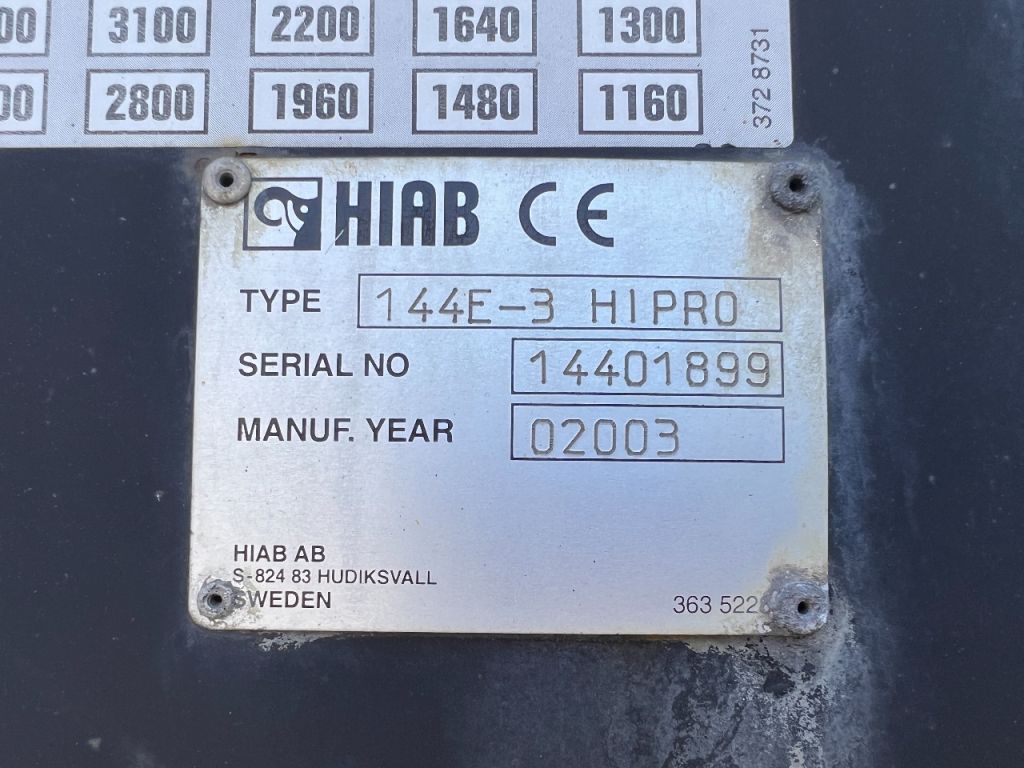 3100 2200 1640 1300
2800 1960 1480 1160
372 8731
HIAB CE
TYPE 144E-3 HIPRO
SERIAL NO 14401899
MANUF. YEAR 02003
HIAB AB
S-824 83 HUDIKSVALL
SWEDEN
363